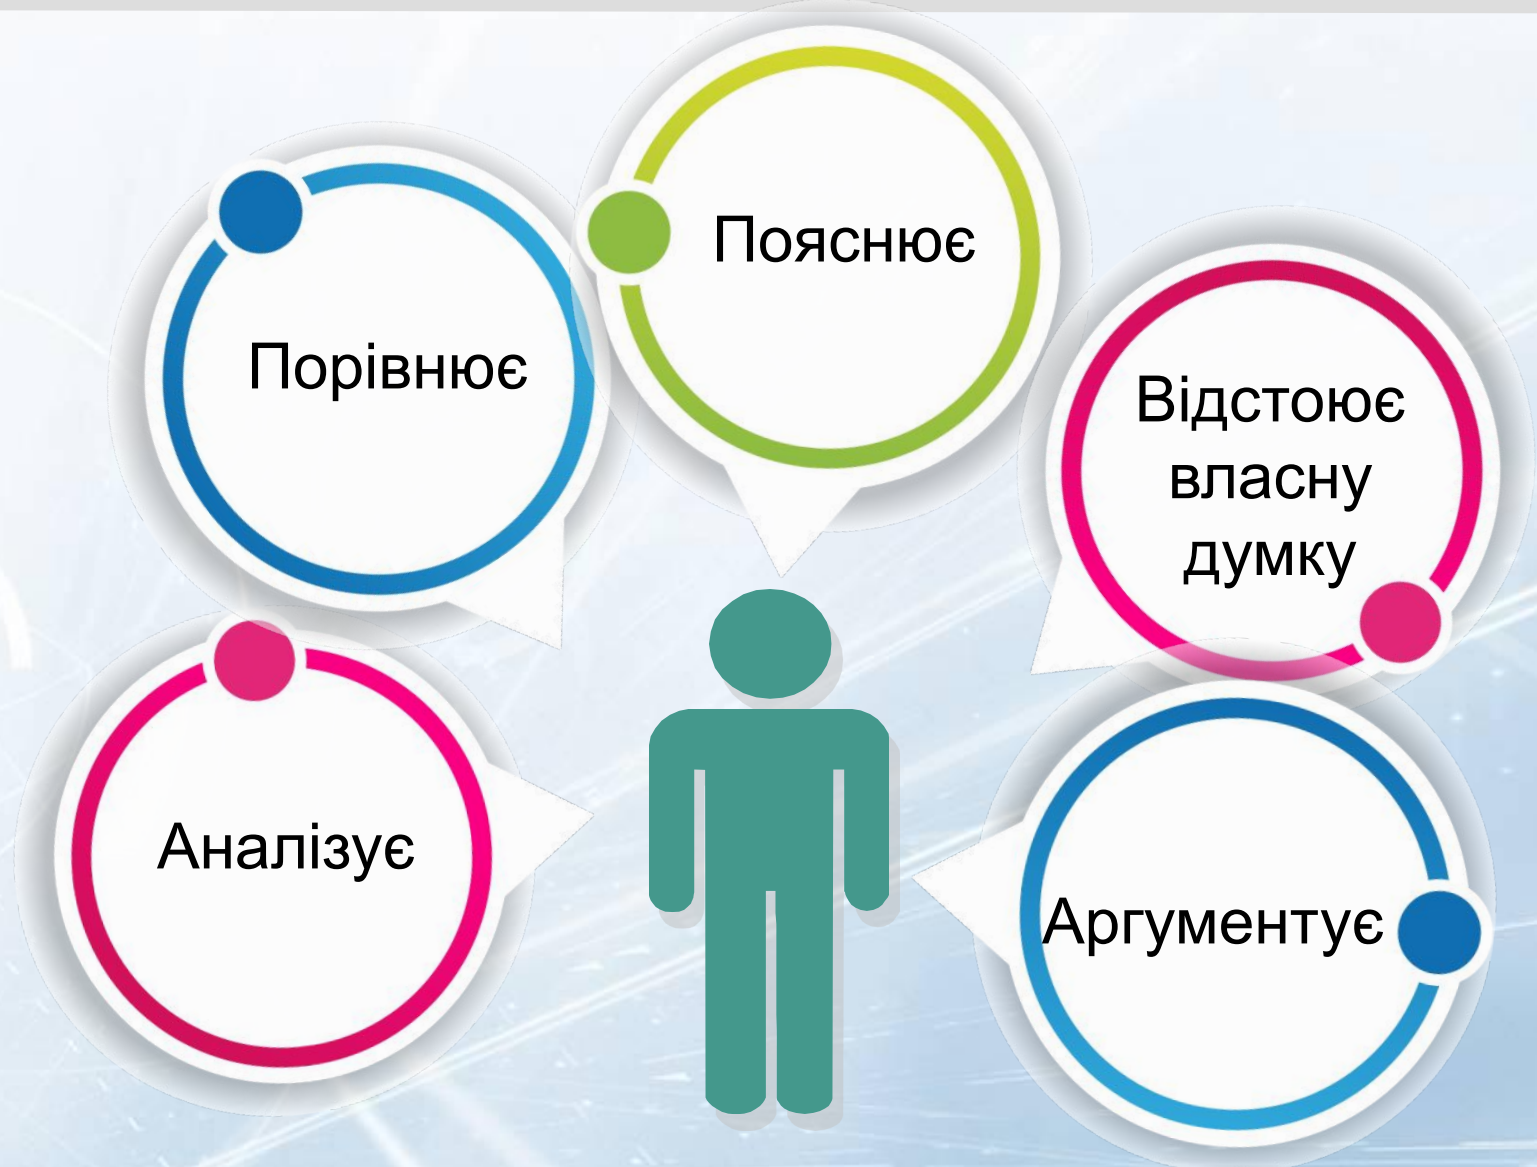 Пояснює
Порівнює
Відстоює
власну
думку
Аналізує
Аргументує